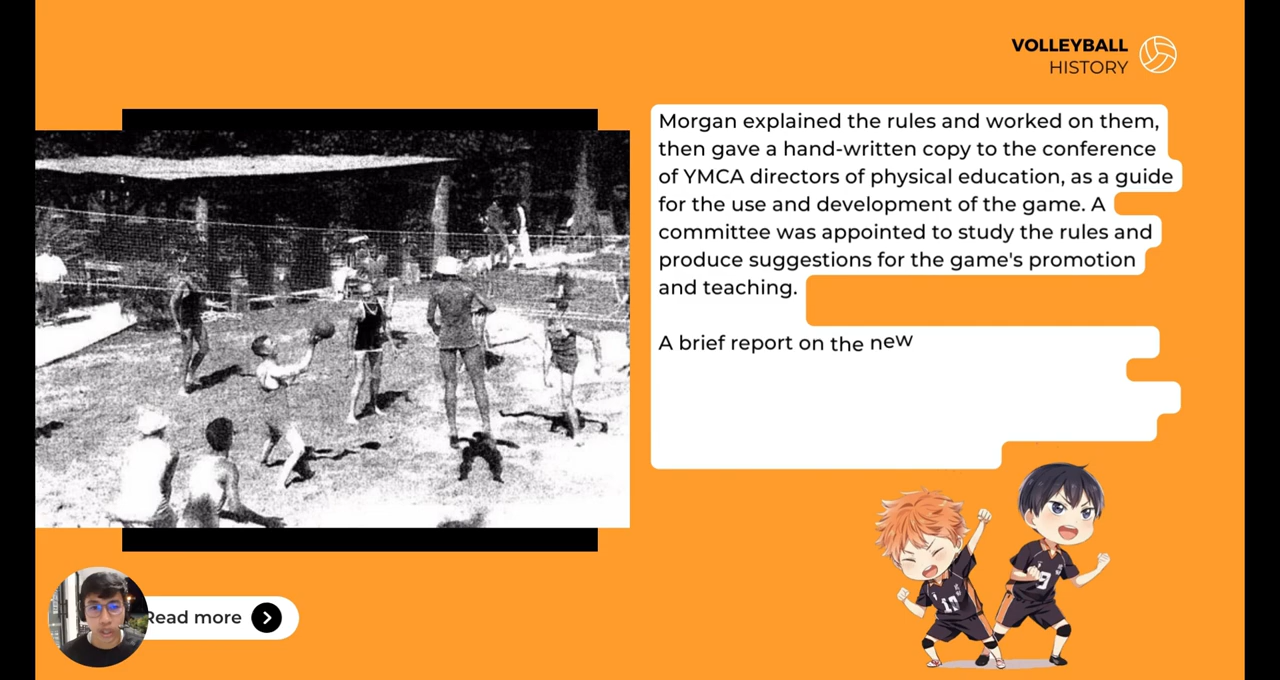 VOLLEYBALL
HISTORY
Morgan explained the rules and worked on them,
then gave a hand-written copy to the conference
of YMCA directors of physical education, as a guide
for the use and development of the game. A
committee was appointed to study the rules and
produce suggestions for the game's promotion
and teaching.
A brief report on the new
Read more
9